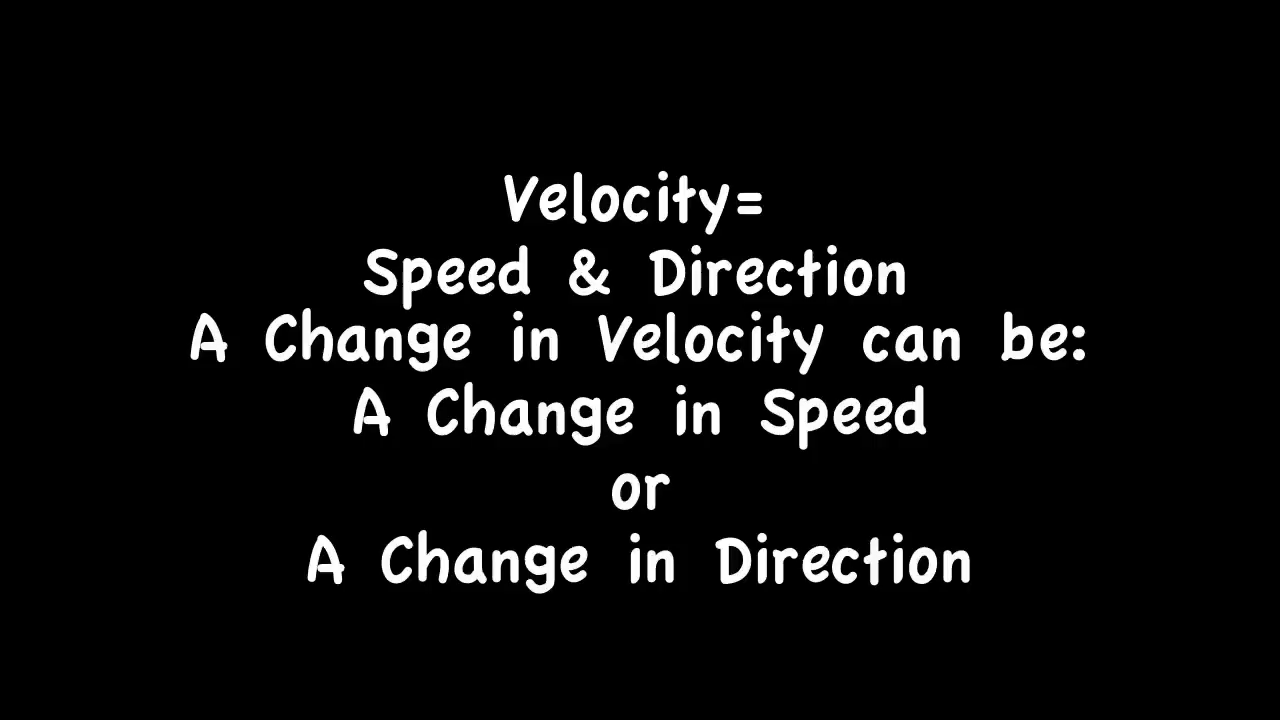 Velocity=
Speed & Direction
A Change in Velocity can be:
A Change in Speed
or
A Change in Direction